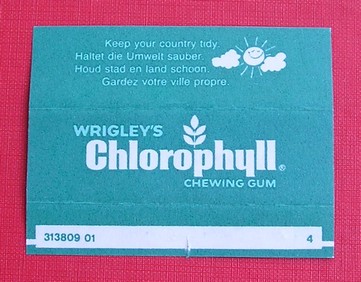 Keep your country tidy.
Haltet die Umwelt sauber.
Houd stad en land schoon.
Gardez votre ville propre.
WRIGLEY'S
Chlorophyll®
CHEWING GUM
313809 01 4